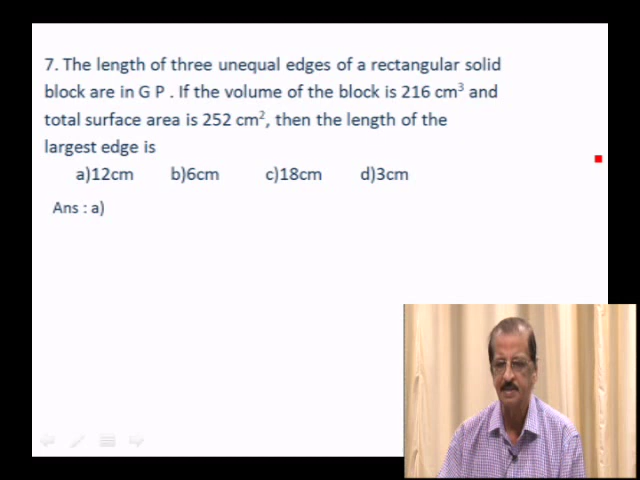 7. The length of three unequal edges of a rectangular solid
block are in G P . If the volume of the block is 216 cm³ and
total surface area is 252 cm², then the length of the
largest edge is
a)12cm b)6cm c)18cm d)3cm
Ans : a)